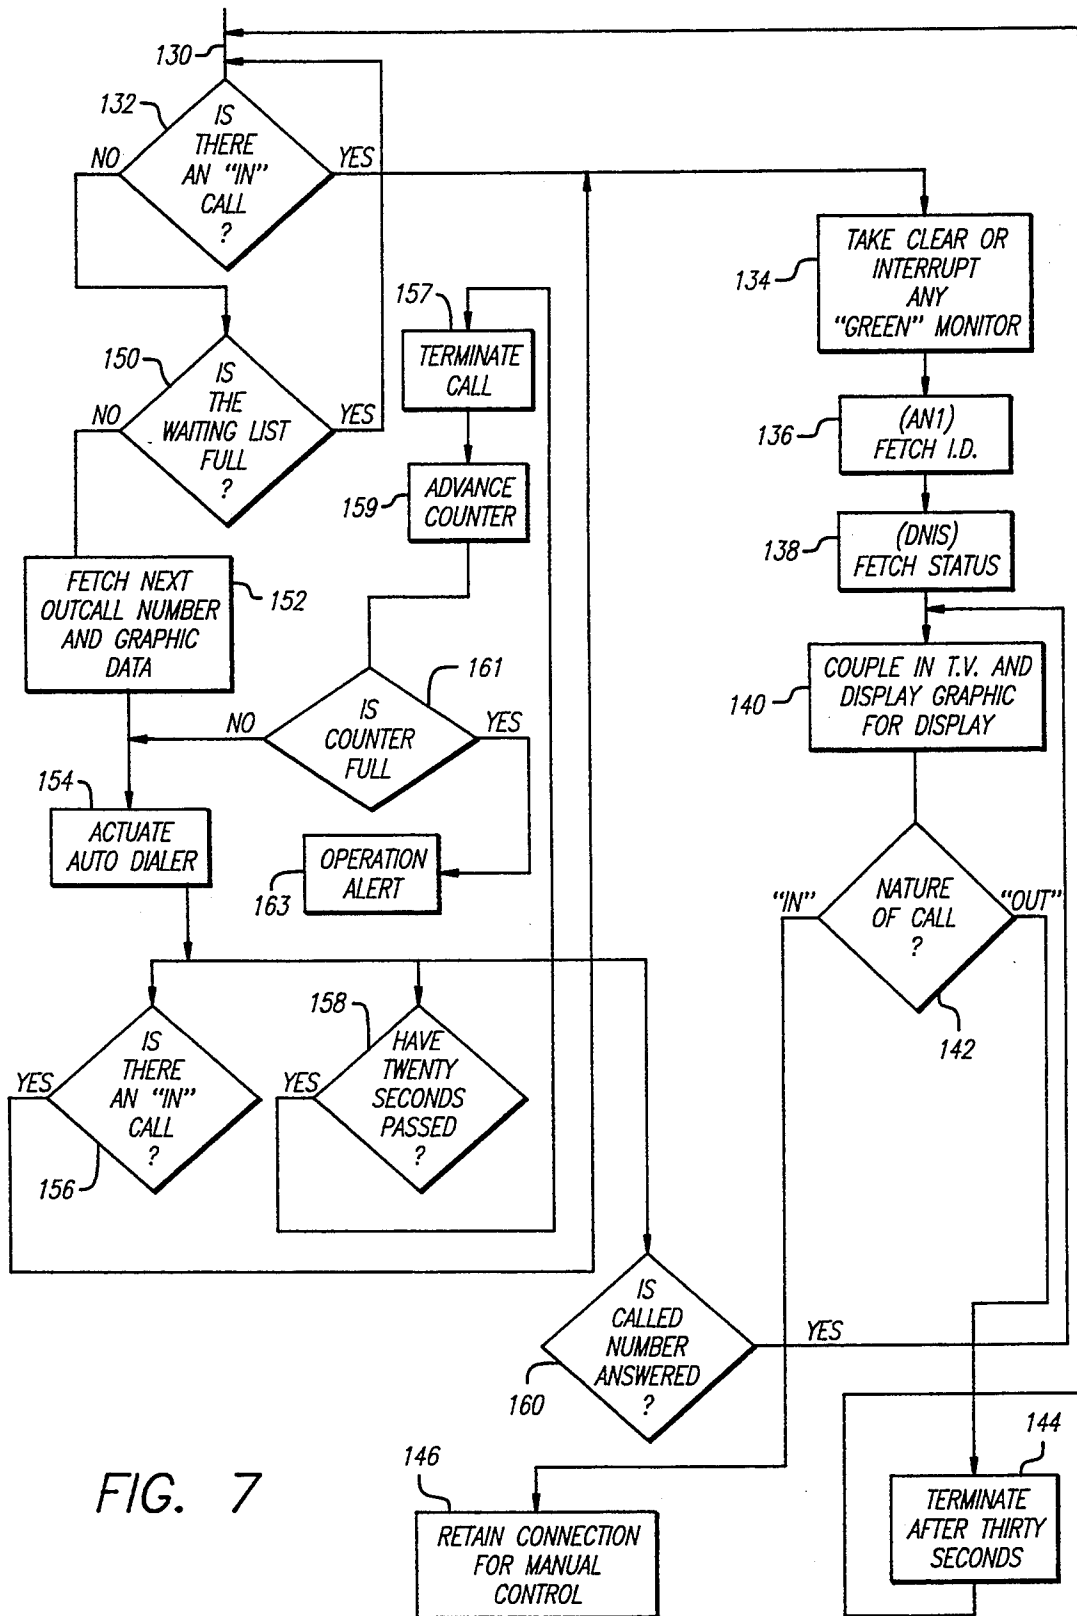 130
132
IS
THERE
AN "IN"
CALL
?
NO
YES
134
TAKE CLEAR OR
INTERRUPT
ANY
"GREEN" MONITOR
150
IS
THE
WAITING LIST
FULL
?
NO
YES
157
TERMINATE
CALL
136
(AN1)
FETCH I.D.
159
ADVANCE
COUNTER
138
(DNIS)
FETCH STATUS
152
FETCH NEXT
OUTCALL NUMBER
AND GRAPHIC
DATA
161
IS
COUNTER
FULL
NO
YES
140
COUPLE IN T.V. AND
DISPLAY GRAPHIC
FOR DISPLAY
154
ACTUATE
AUTO DIALER
163
OPERATION
ALERT
"IN"
NATURE
OF CALL
?
"OUT"
142
156
IS
THERE
AN "IN"
CALL
?
YES
158
HAVE
TWENTY
SECONDS
PASSED
?
YES
160
IS
CALLED
NUMBER
ANSWERED
?
YES
146
RETAIN CONNECTION
FOR MANUAL
CONTROL
144
TERMINATE
AFTER THIRTY
SECONDS
FIG. 7